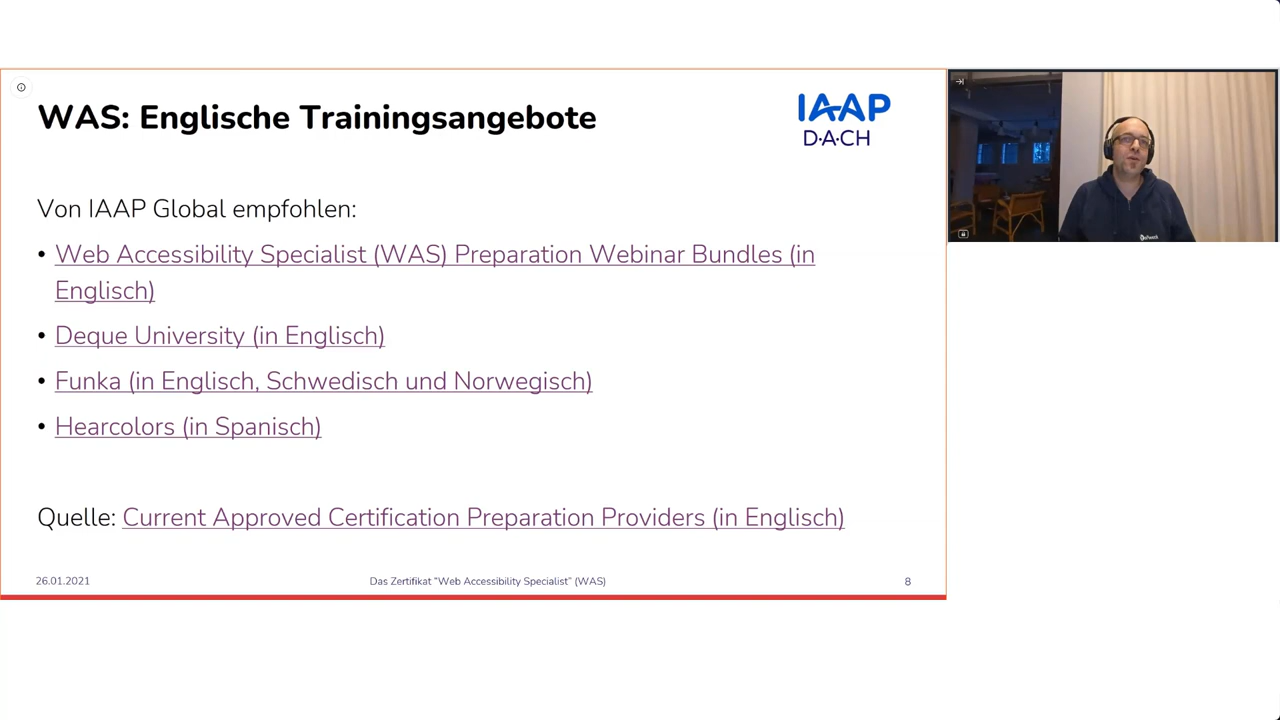 WAS: Englische Trainingsangebote
IAAP
D·A·CH
Von IAAP Global empfohlen:
• Web Accessibility Specialist (WAS) Preparation Webinar Bundles (in
Englisch)
• Deque University (in Englisch)
• Funka (in Englisch, Schwedisch und Norwegisch)
• Hearcolors (in Spanisch)
Quelle: Current Approved Certification Preparation Providers (in Englisch)
26.01.2021
Das Zertifikat “Web Accessibility Specialist” (WAS)
8